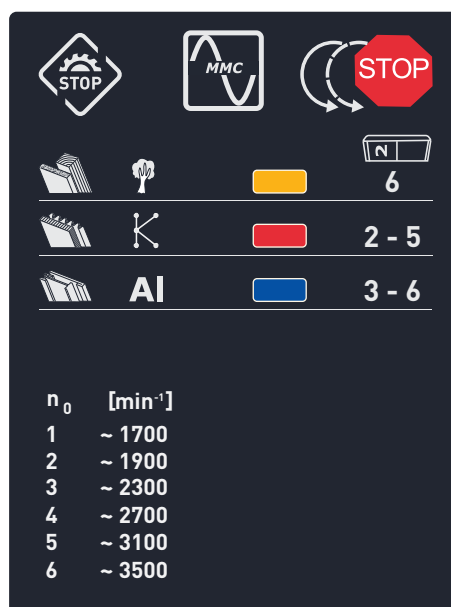 STOP
MMC
STOP
2
6
2 - 5
Al
3 - 6
n0 [min-1]
1 ~ 1700
2 ~ 1900
3 ~ 2300
4 ~ 2700
5 ~ 3100
6 ~ 3500